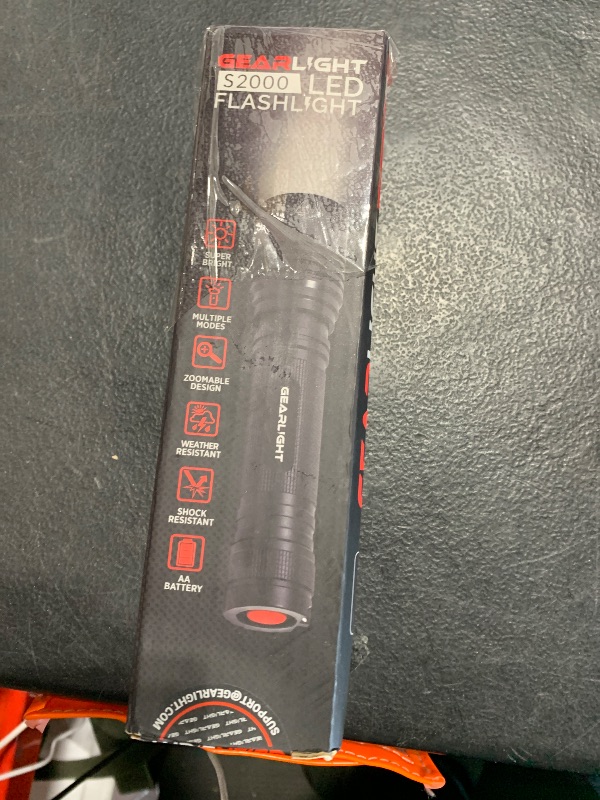 GEARLIGHT
S2000 LED
FLASHLIGHT
SUPER
BRIGHT
MULTIPLE
MODES
ZOOMABLE
DESIGN
GEARLIGHT
WEATHER
RESISTANT
SHOCK
RESISTANT
AA
BATTERY
SUPPORT@GEARLIGHT.COM